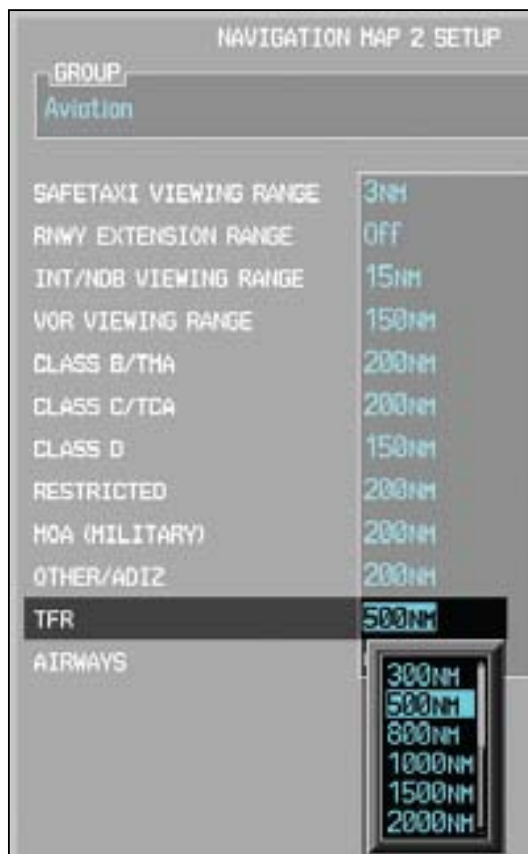 NAVIGATION MAP 2 SETUP
GROUP
Aviation
SAFETAXI VIEWING RANGE 3NM
RNWY EXTENSION RANGE Off
INT/NDB VIEWING RANGE 15NM
VOR VIEWING RANGE 150NM
CLASS B/TMA 200NM
CLASS C/TCA 200NM
CLASS D 150NM
RESTRICTED 200NM
MOA (MILITARY) 200NM
OTHER/ADIZ 200NM
TFR 500NM
AIRWAYS
300NM
500NM
800NM
1000NM
1500NM
2000NM